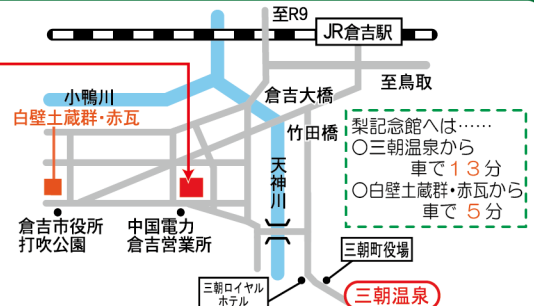 至R9
JR倉吉駅
至鳥取
小鴨川
倉吉大橋
白壁土蔵群･赤瓦
竹田橋
天神川
梨記念館へは……
○三朝温泉から
車で13分
○白壁土蔵群･赤瓦から
車で 5分
倉吉市役所
打吹公園
中国電力
倉吉営業所
三朝町役場
三朝ロイヤル
ホテル
三朝温泉